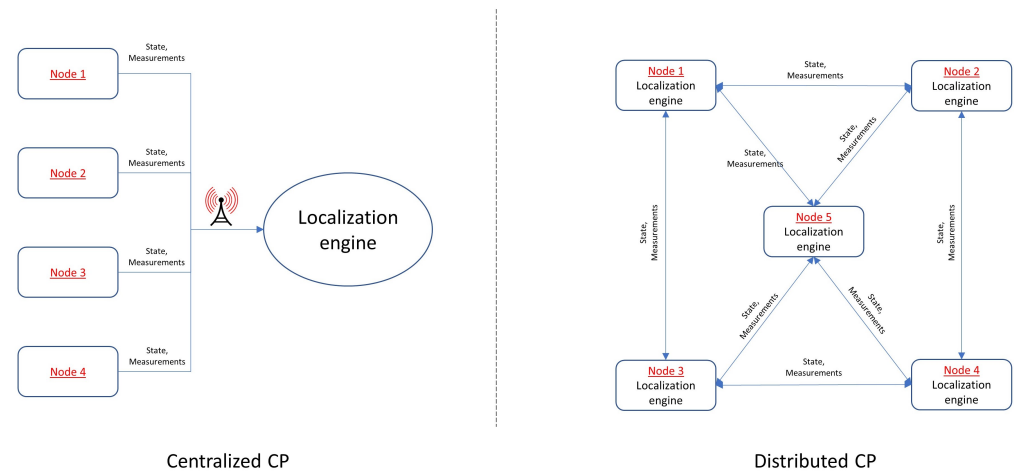 State,
Measurements
Node 1
State,
Measurements
Node 2
State,
Measurements
Node 3
State,
Measurements
Node 4
Localization
engine
Centralized CP
Node 1
Localization
engine
State,
Measurements
Node 2
Localization
engine
State,
Measurements
State,
Measurements
State,
Measurements
Node 5
Localization
engine
State,
Measurements
State,
Measurements
State,
Measurements
Node 3
Localization
engine
State,
Measurements
Node 4
Localization
engine
Distributed CP